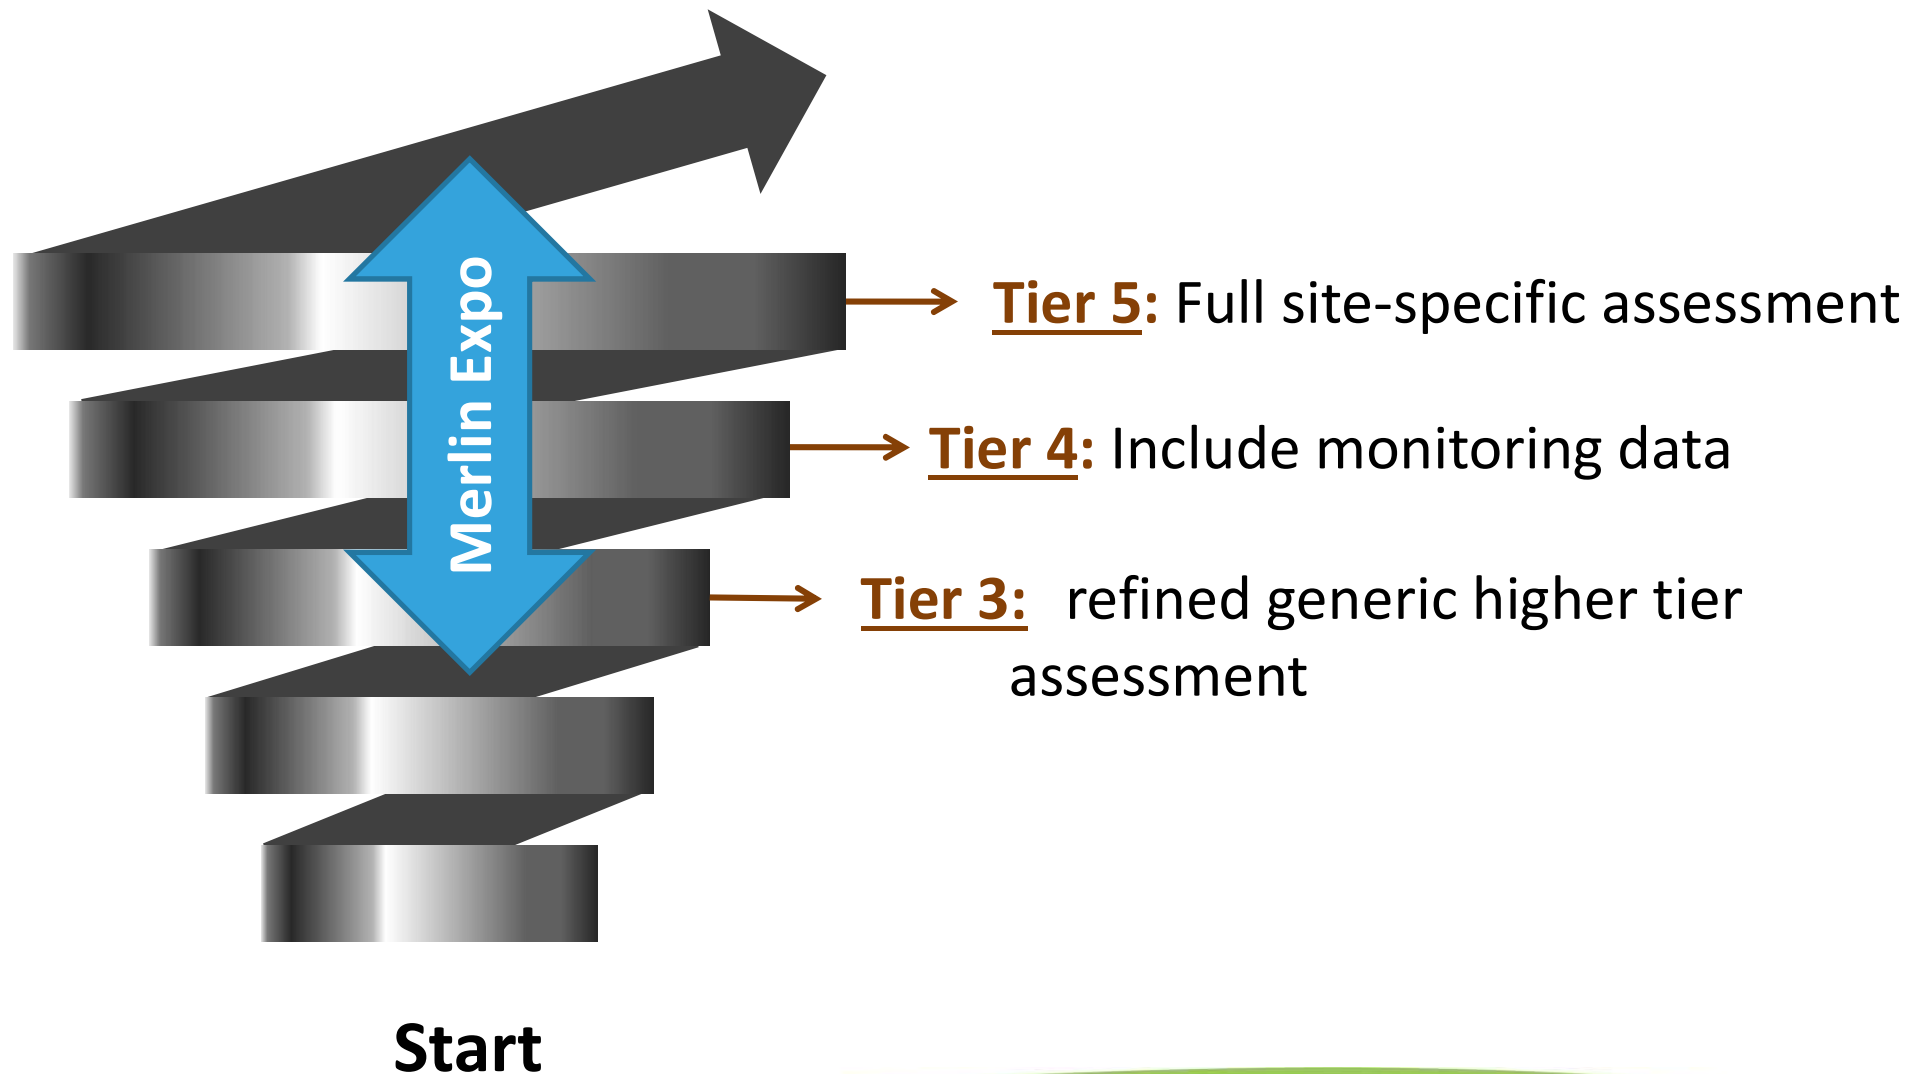 Merlin Expo
Tier 5: Full site-specific assessment
Tier 4: Include monitoring data
Tier 3: refined generic higher tier
assessment
Start